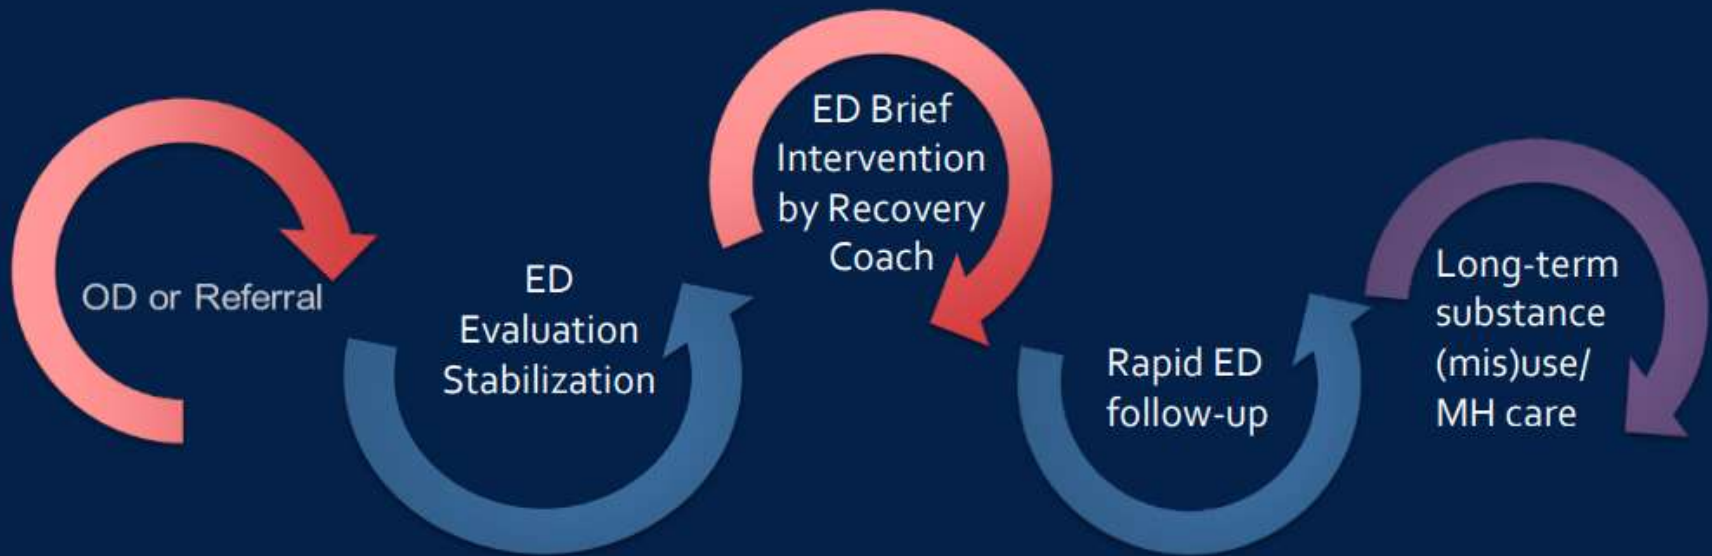 OD or Referral
ED
Evaluation
Stabilization
ED Brief
Intervention
by Recovery
Coach
Rapid ED
follow-up
Long-term
substance
(mis)use/
MH care